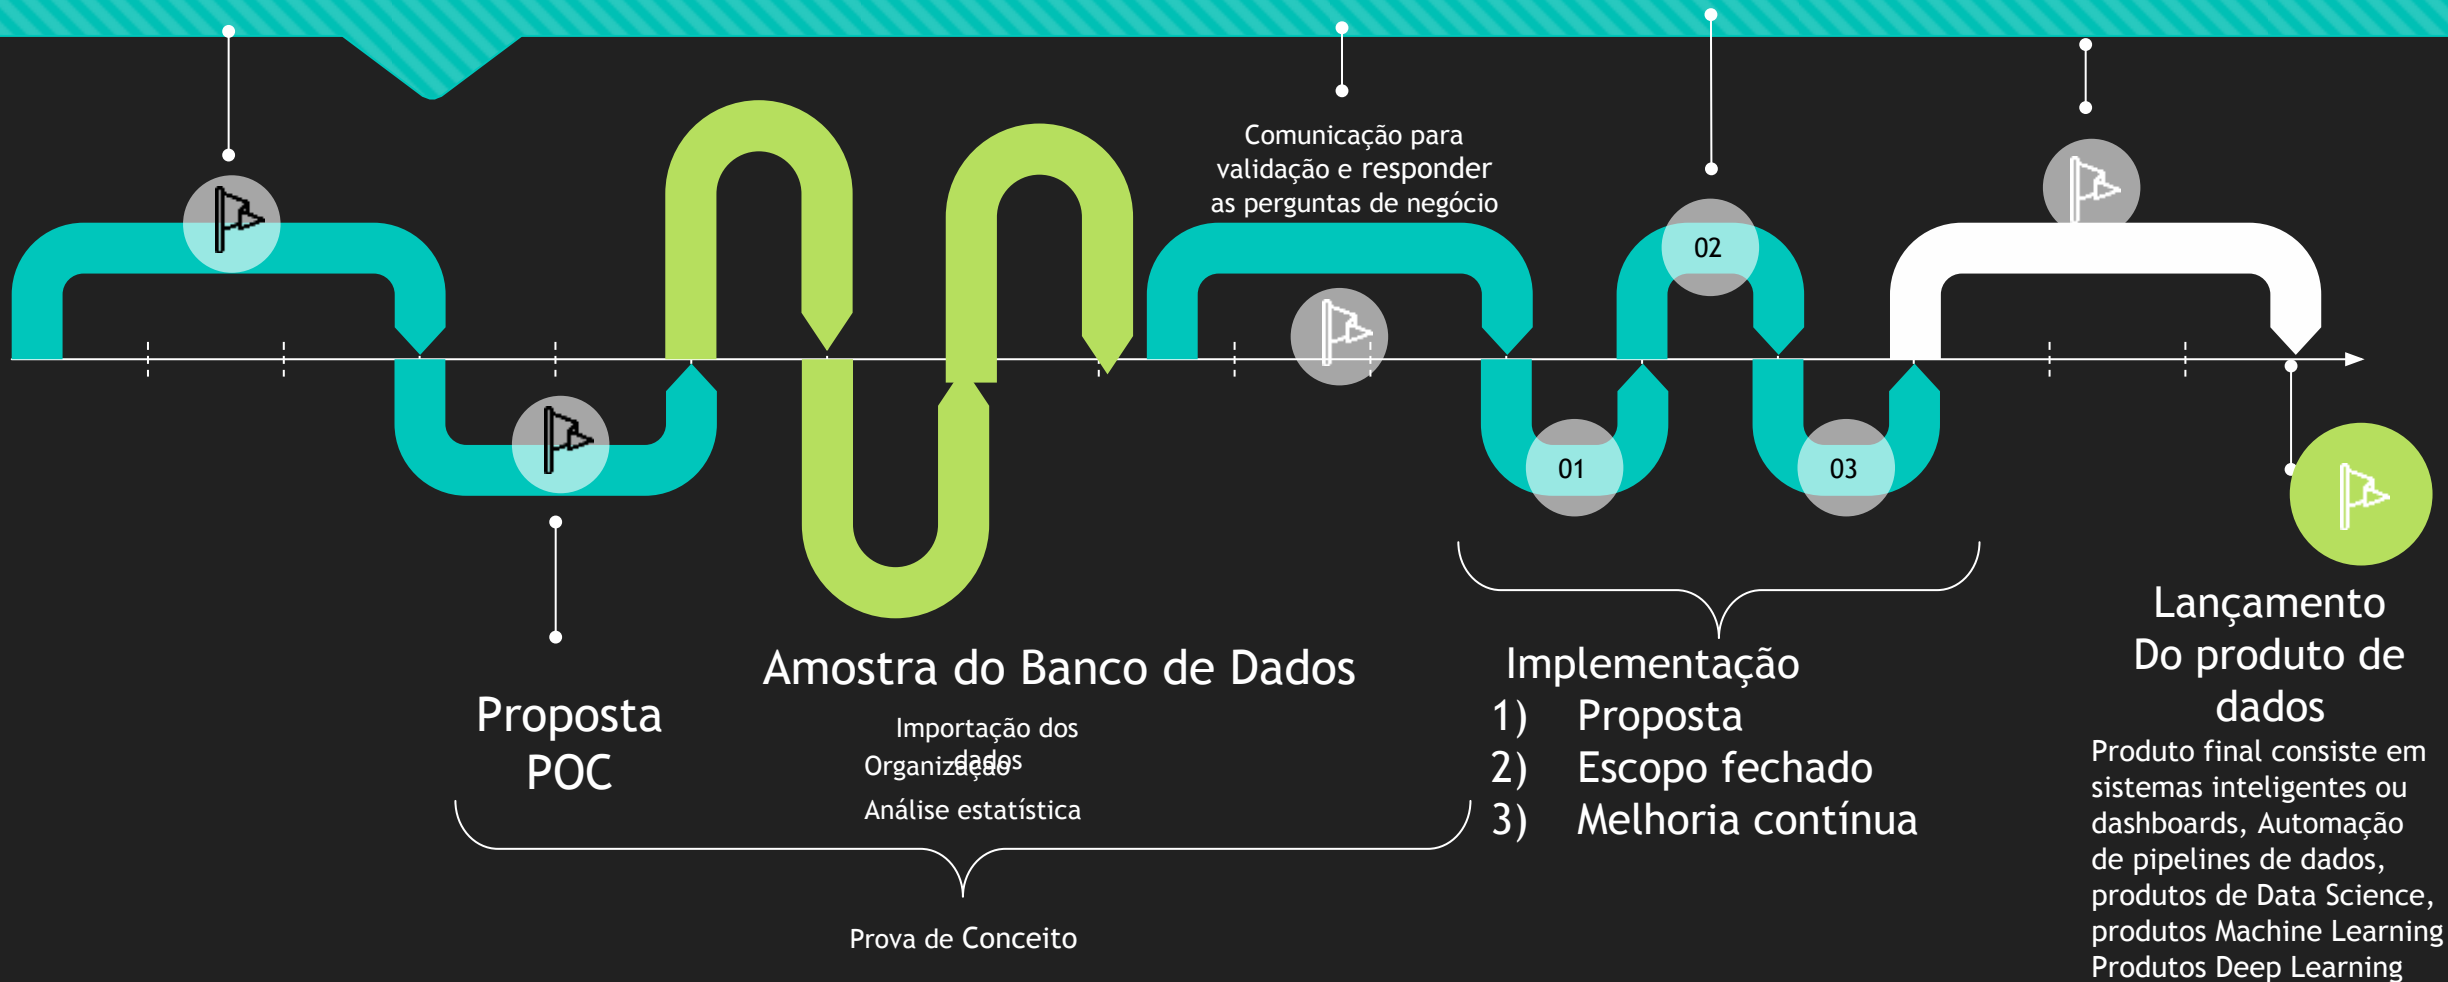 Comunicação para
validação e responder
as perguntas de negócio
02
01
03
Proposta
POC
Amostra do Banco de Dados
Importação dos
dados
Organização
Análise estatística
Prova de Conceito
Implementação
1) Proposta
2) Escopo fechado
3) Melhoria contínua
Lançamento
Do produto de
dados
Produto final consiste em
sistemas inteligentes ou
dashboards, Automação
de pipelines de dados,
produtos de Data Science,
produtos Machine Learning
Produtos Deep Learning